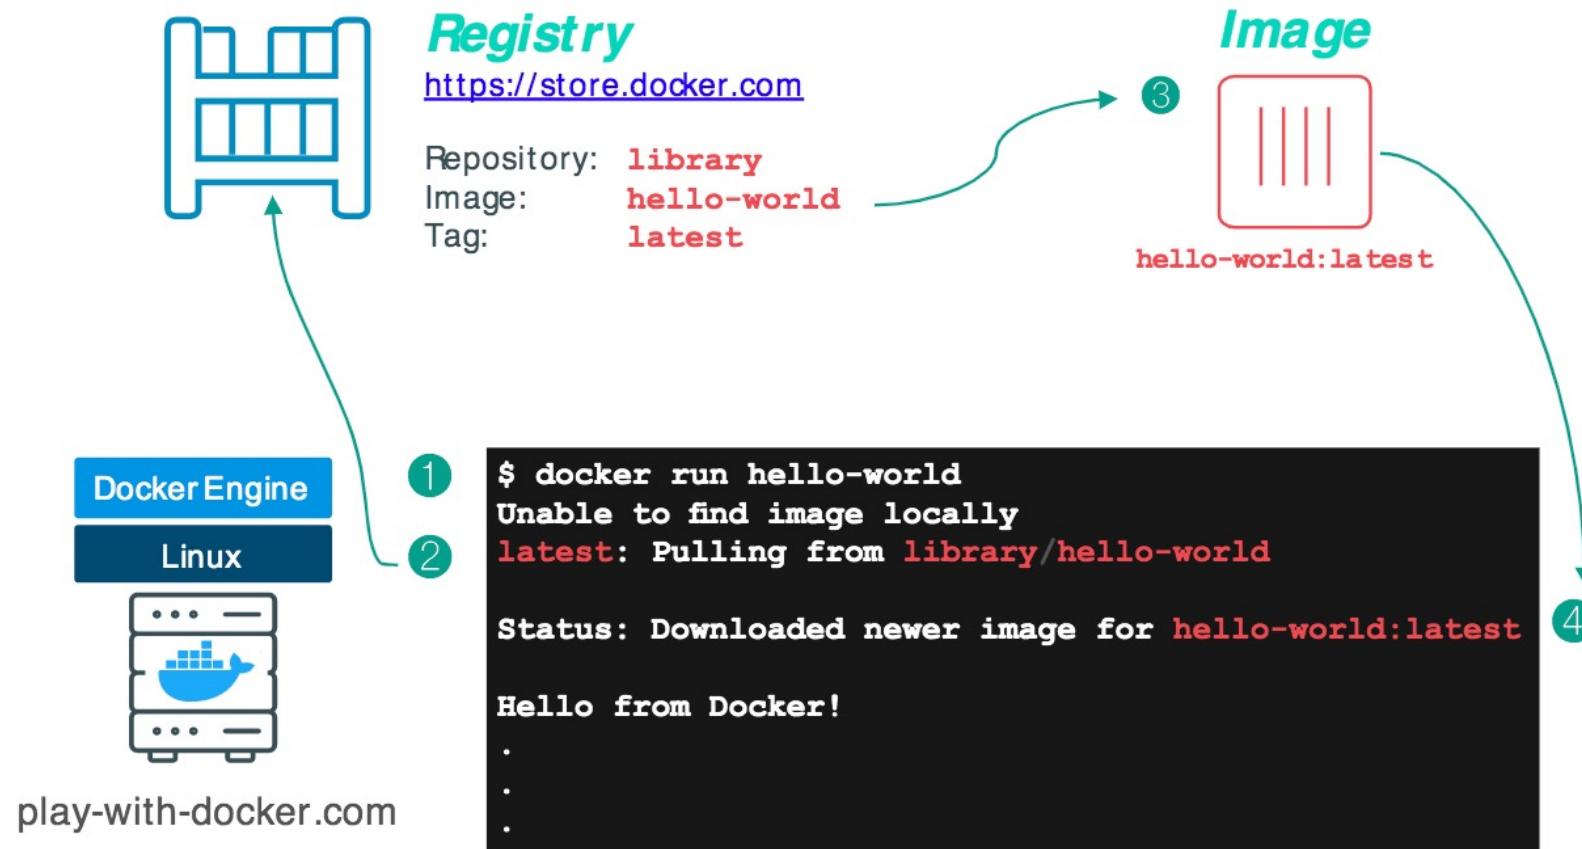 Registry
https://store.docker.com
Repository: library
Image: hello-world
Tag: latest
Image
3
hello-world:latest
Docker Engine
Linux
play-with-docker.com
1
2
$ docker run hello-world
Unable to find image locally
latest: Pulling from library/hello-world
Status: Downloaded newer image for hello-world:latest
Hello from Docker!
.
.
.
4